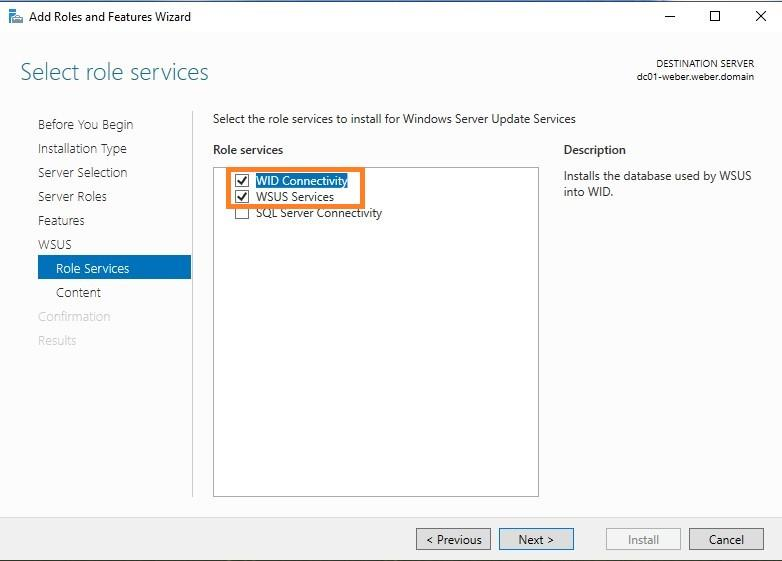 Add Roles and Features Wizard
Select role services
DESTINATION SERVER
dc01-weber.weber.domain
Before You Begin
Installation Type
Server Selection
Server Roles
Features
WSUS
Role Services
Content
Confirmation
Results
Select the role services to install for Windows Server Update Services
Role services
WID Connectivity
WSUS Services
SQL Server Connectivity
Description
Installs the database used by WSUS
into WID.
< Previous
Next >
Install
Cancel